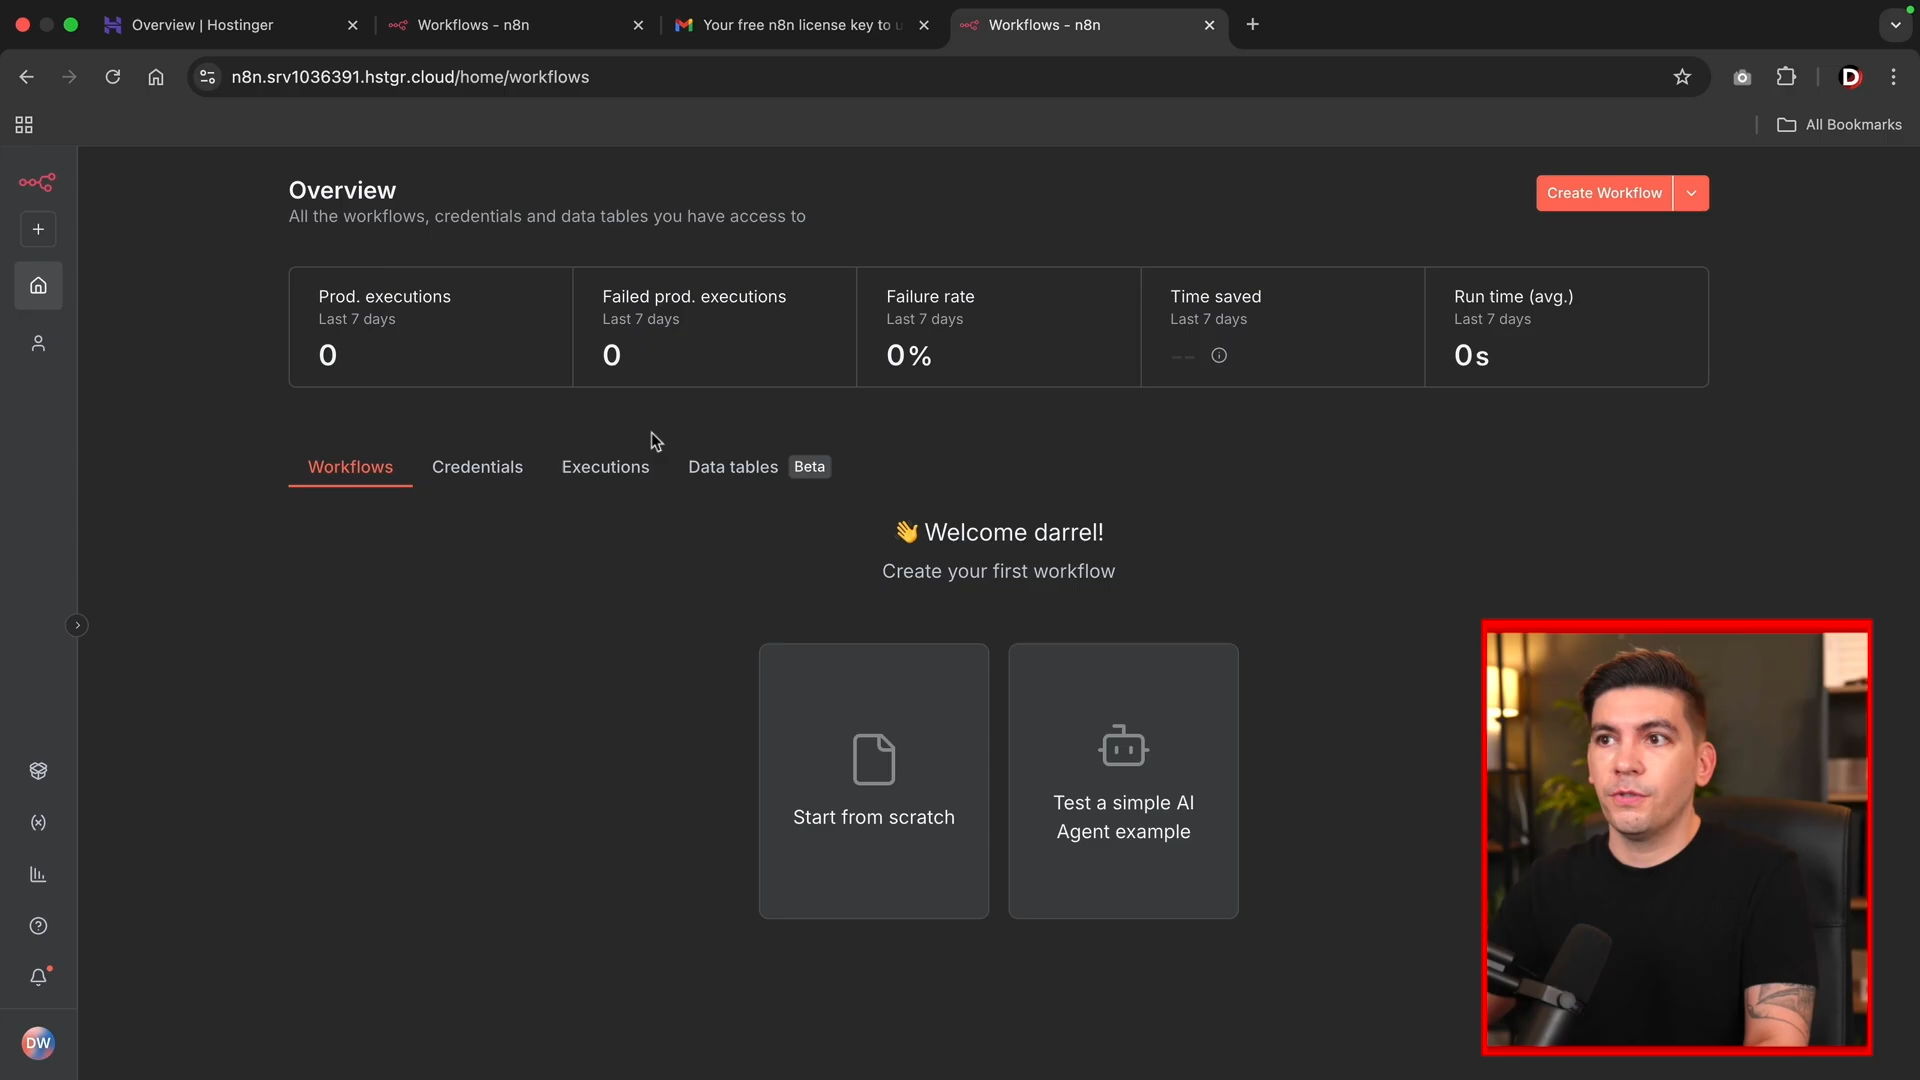 Overview | Hostinger
Workflows - n8n
Your free n8n license key to u
Workflows - n8n
n8n.srv1036391.hstgr.cloud/home/workflows
All Bookmarks
Overview
All the workflows, credentials and data tables you have access to
Create Workflow
Prod. executions
Last 7 days
0
Failed prod. executions
Last 7 days
0
Failure rate
Last 7 days
0%
Time saved
Last 7 days
--
Run time (avg.)
Last 7 days
0s
Workflows
Credentials
Executions
Data tables
Beta
👋 Welcome darrel!
Create your first workflow
Start from scratch
Test a simple AI
Agent example
DW
D